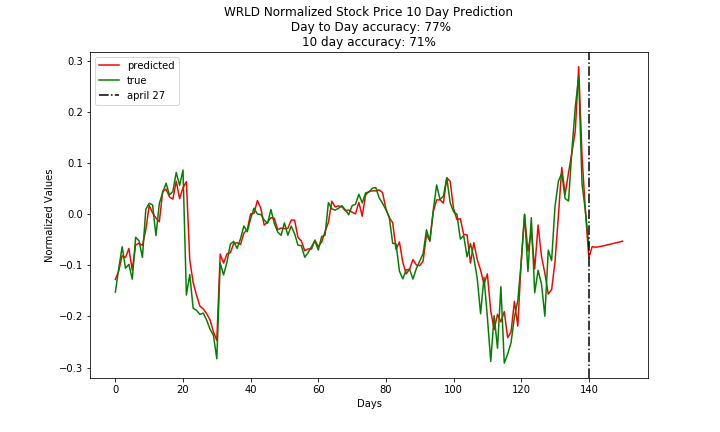 WRLD Normalized Stock Price 10 Day Prediction
Day to Day accuracy: 77%
10 day accuracy: 71%
predicted
true
april 27
Normalized Values
0.3
0.2
0.1
0.0
−0.1
−0.2
−0.3
0 20 40 60 80 100 120 140
Days